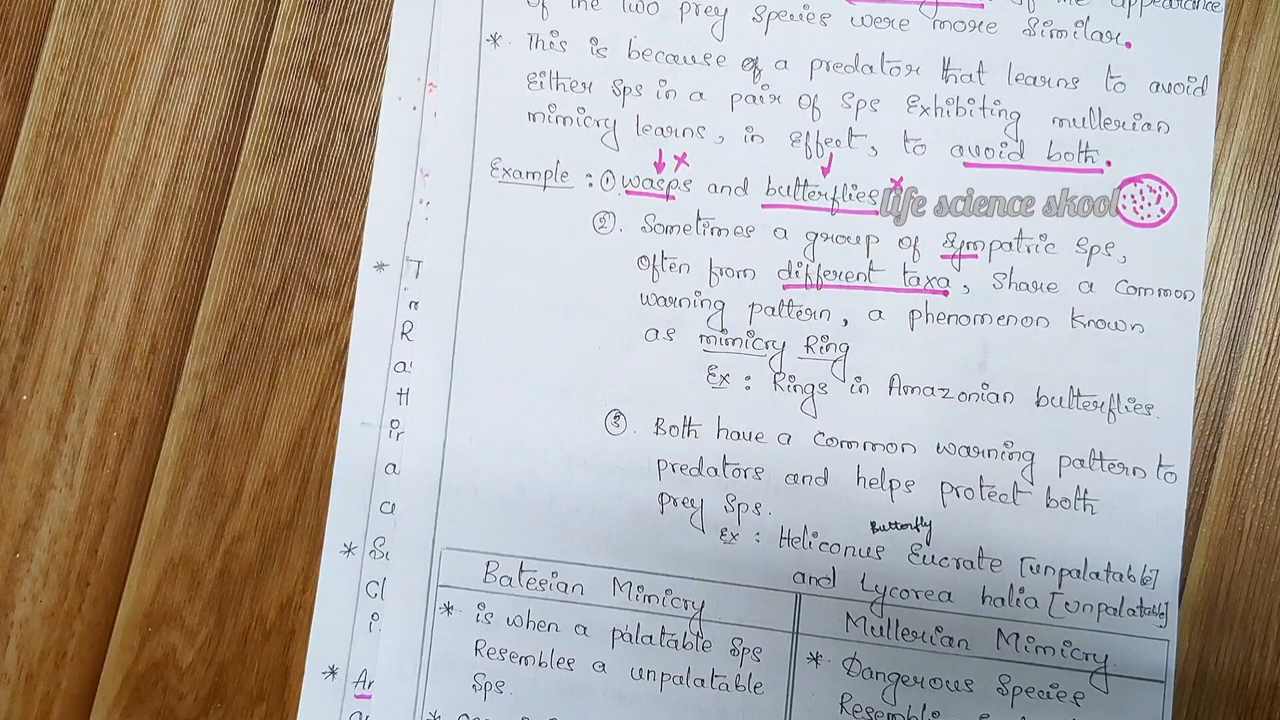 of the two prey species were more similar.
*. This is because of a predator that learns to avoid
Either sps in a pair of sps Exhibiting mullerian
mimicry learns, in Effect, to avoid both.
Example : ① wasps and butterflies
life science skool
②. Sometimes a group of sympatric sps,
often from different taxa, share a common
warning pattern, a phenomenon known
as mimicry Ring
Ex : Rings in Amazonian butterflies.
③. Both have a common warning pattern to
predators and helps protect both
prey sps.
Butterfly
Ex : Heliconus Eucrate [unpalatable]
and Lycorea halia [unpalatable]
Batesian Mimicry
* is when a palatable sps
Resembles a unpalatable
sps.
Mullerian Mimicry
*. Dangerous species
* T
R
a
H
a
a
*
Cl
i
* Ar